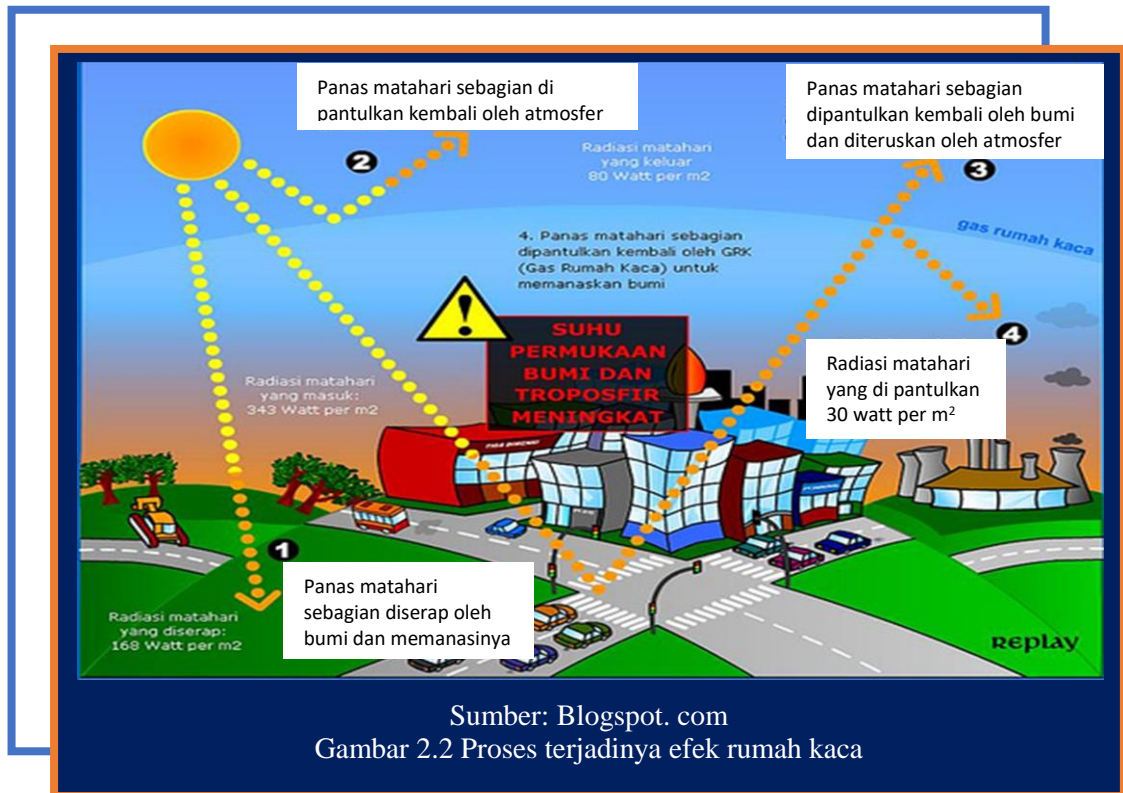 Panas matahari sebagian di
pantulkan kembali oleh atmosfer
Panas matahari sebagian
dipantulkan kembali oleh bumi
dan diteruskan oleh atmosfer
2
Radiasi matahari
yang keluar
80 Watt per m2
3
gas rumah kaca
4. Panas matahari sebagian
dipantulkan kembali oleh GRK
(Gas Rumah Kaca) untuk
memanaskan bumi
!
SUHU
PERMUKAAN
BUMI DAN
TROPOSFIR
MENINGKAT
4
Radiasi matahari
yang di pantulkan
30 watt per m²
Radiasi matahari
yang masuk:
343 Watt per m2
1
Panas matahari
sebagian diserap oleh
bumi dan memanasinya
Radiasi matahari
yang diserap:
168 Watt per m2
REPLAY
Sumber: Blogspot. com
Gambar 2.2 Proses terjadinya efek rumah kaca